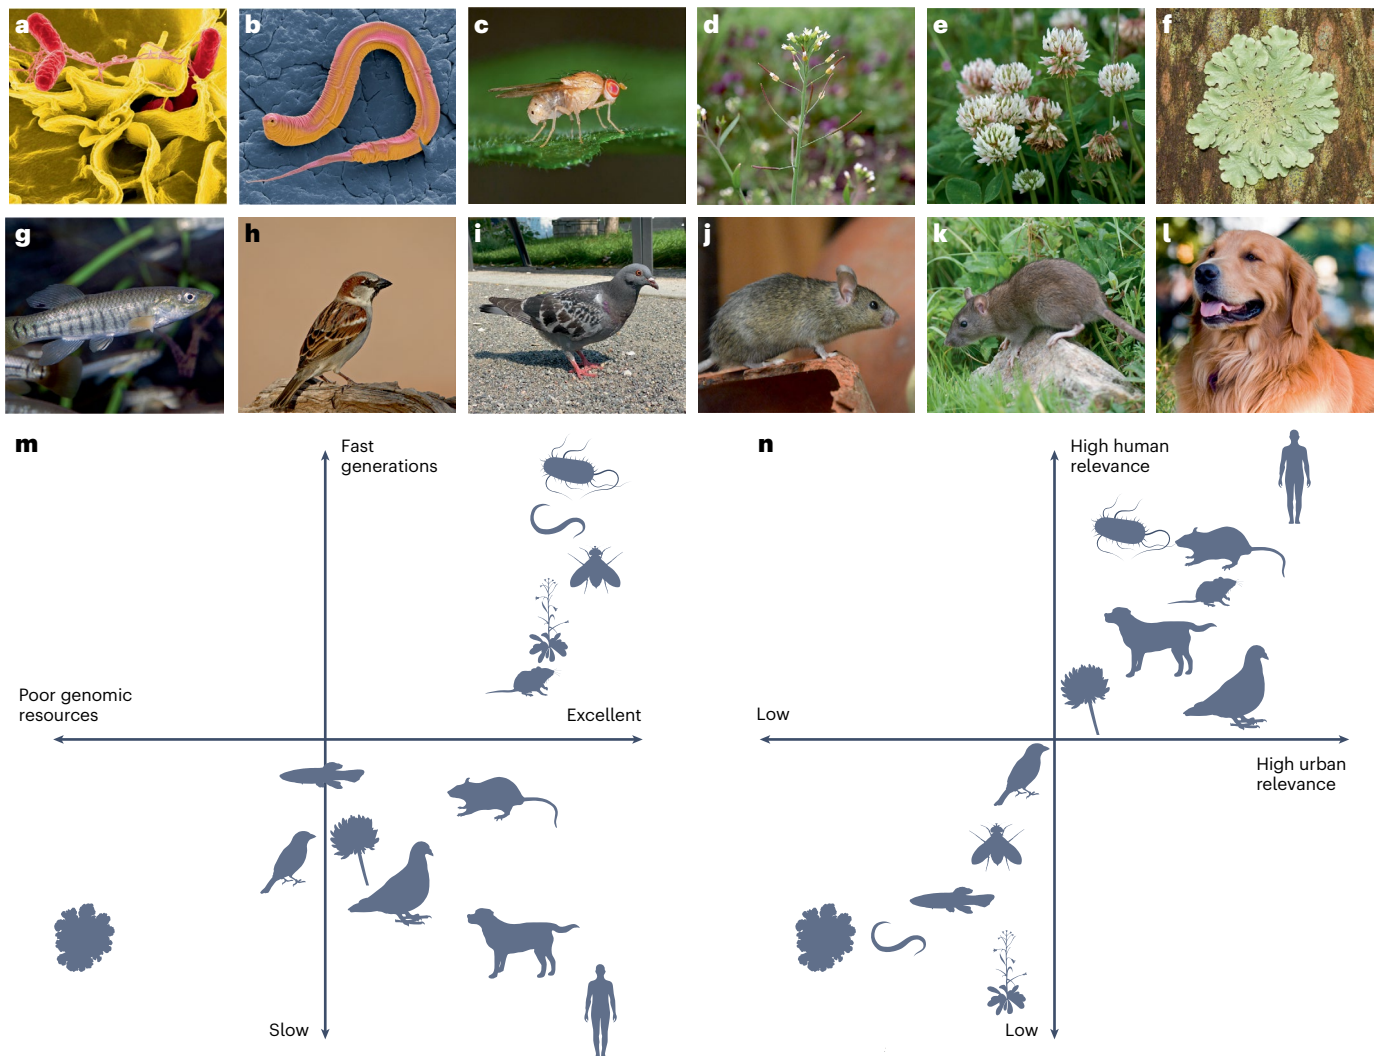 a
b
c
d
e
f
g
h
i
j
k
l
m
Fast
generations
Poor genomic
resources
Excellent
Slow
n
High human
relevance
Low
High urban
relevance
Low